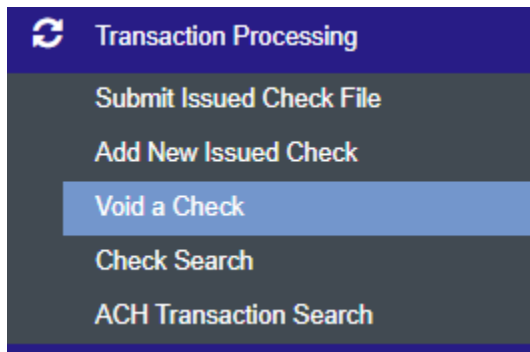 Transaction Processing
Submit Issued Check File
Add New Issued Check
Void a Check
Check Search
ACH Transaction Search